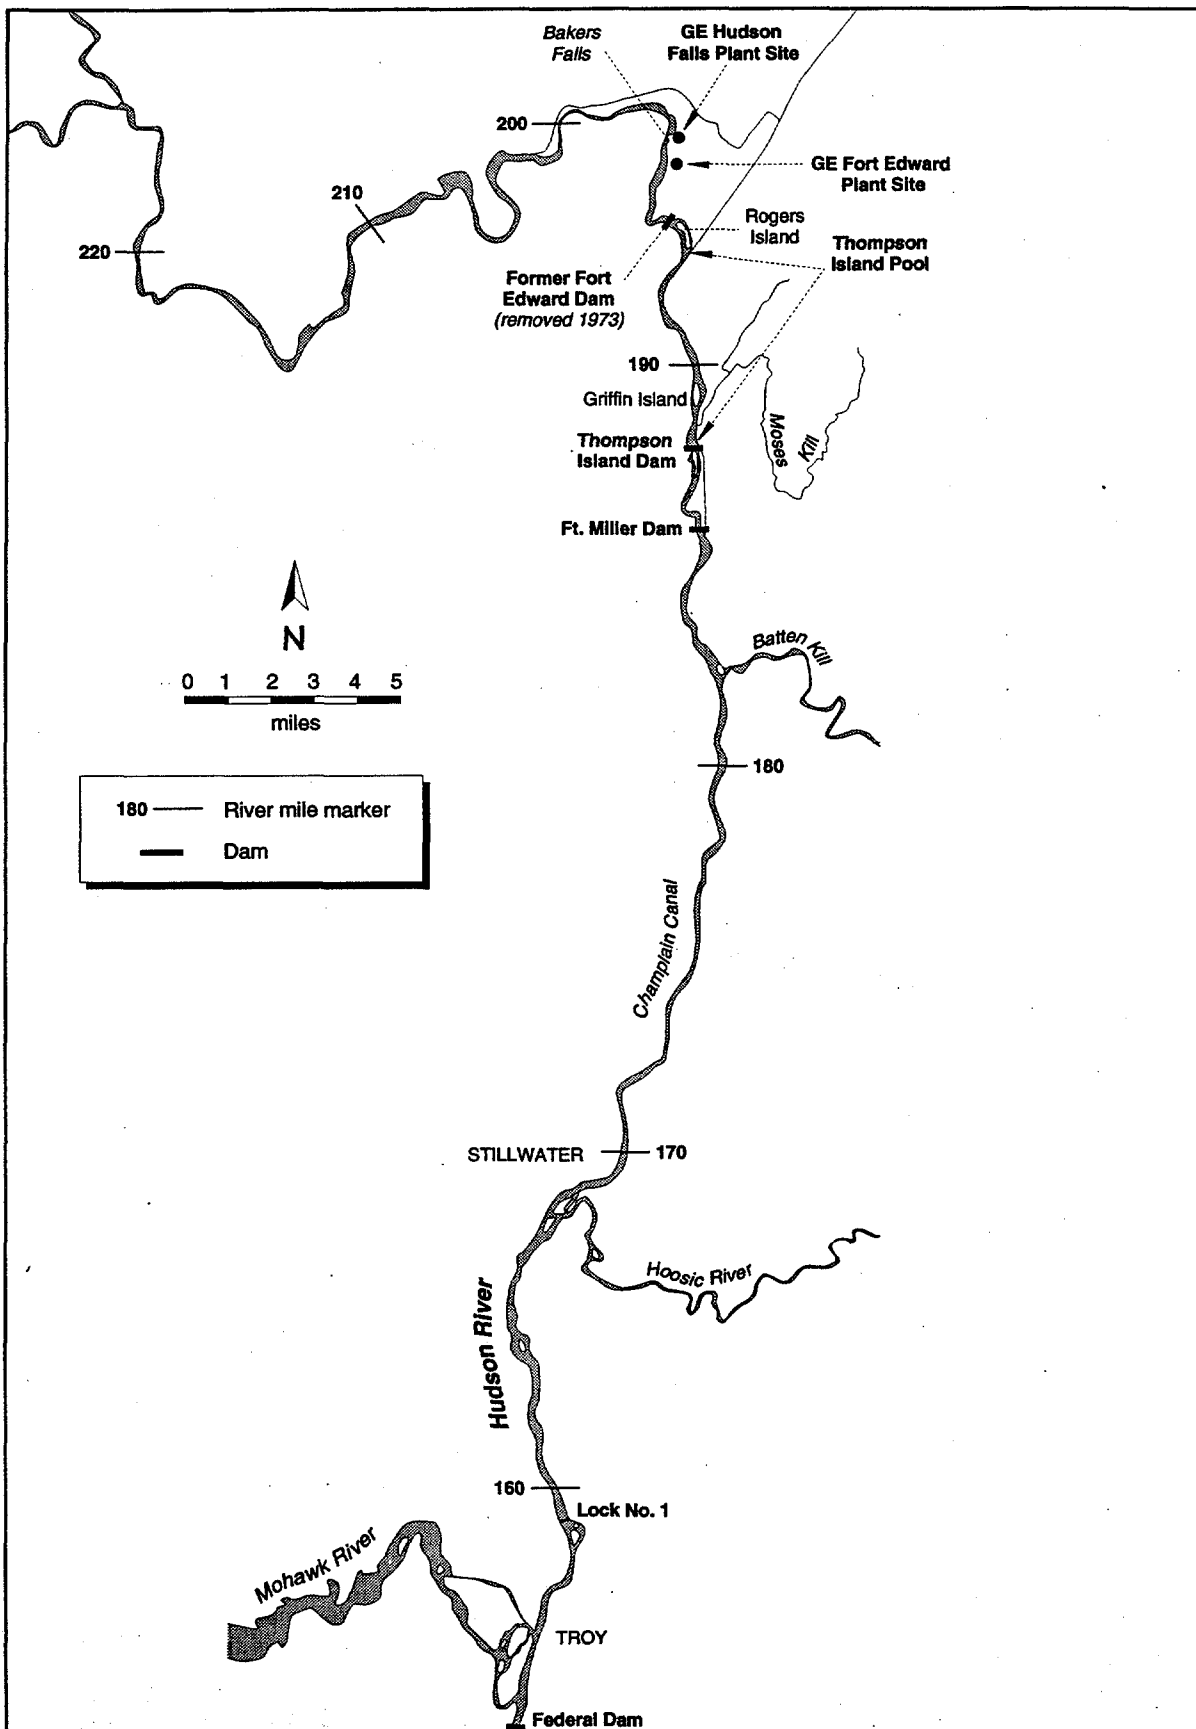 Bakers
Falls
GE Hudson
Falls Plant Site
200
GE Fort Edward
Plant Site
210
Rogers
Island
220
Thompson
Island Pool
Former Fort
Edward Dam
(removed 1973)
190
Griffin Island
Moses
Kill
Thompson
Island Dam
Ft. Miller Dam
N
Batten Kill
0 1 2 3 4 5
miles
180
180 River mile marker
Dam
Champlain Canal
STILLWATER
170
Hoosic River
Hudson River
160
Lock No. 1
Mohawk River
TROY
Federal Dam